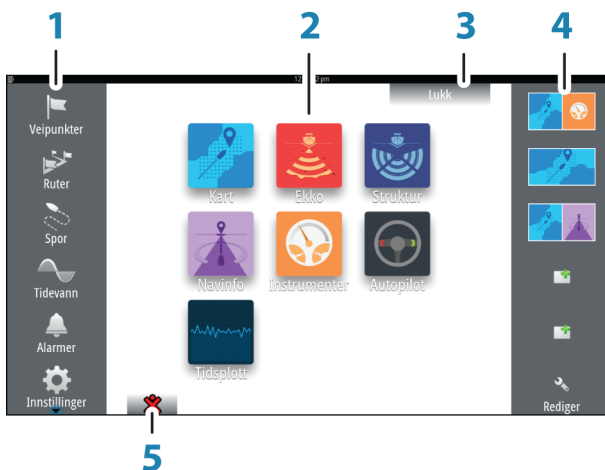 1
2
3
4
Lukk
Veipunkter
Ruter
Spor
Tidevann
Alarmer
Innstillinger
Kart
Ekko
Struktur
Navinfo
Instrumenter
Autopilot
Tidsplott
Rediger
5